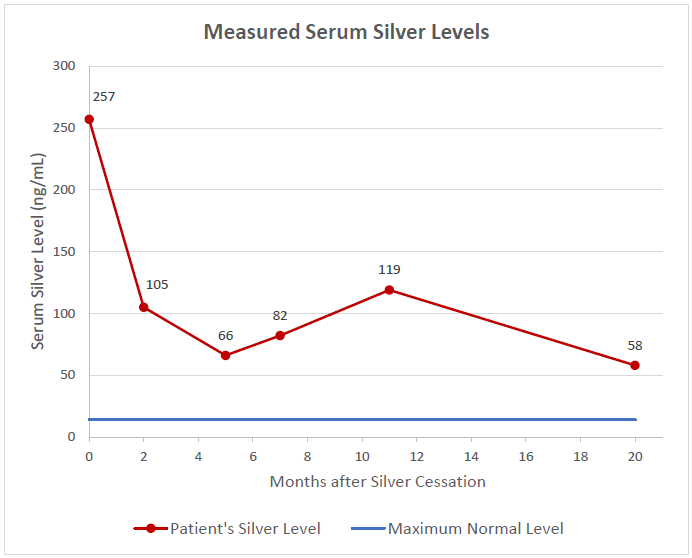 Measured Serum Silver Levels
300
250
200
150
100
50
0
Serum Silver Level (ng/mL)
257
105
66
82
119
58
0 2 4 6 8 10 12 14 16 18 20
Months after Silver Cessation
Patient's Silver Level Maximum Normal Level